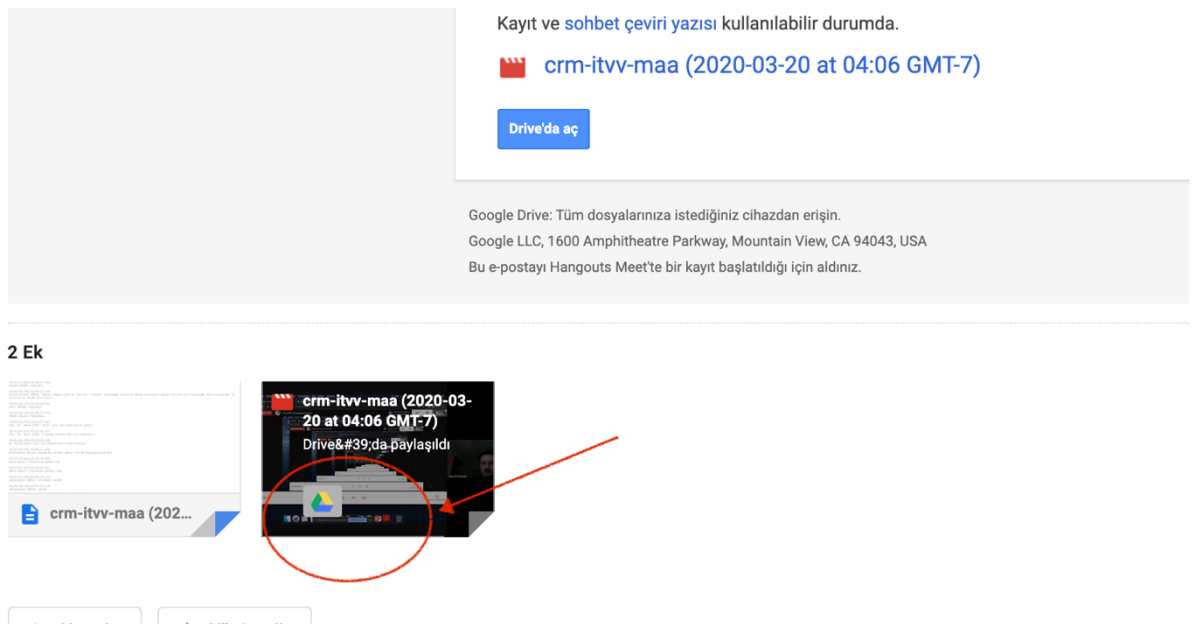 Kayıt ve sohbet çeviri yazısı kullanılabilir durumda.
crm-itvv-maa (2020-03-20 at 04:06 GMT-7)
Drive'da aç
Google Drive: Tüm dosyalarınıza istediğiniz cihazdan erişin.
Google LLC, 1600 Amphitheatre Parkway, Mountain View, CA 94043, USA
Bu e-postayı Hangouts Meet'te bir kayıt başlatıldığı için aldınız.
2 Ek
crm-itvv-maa (202...
crm-itvv-maa (2020-03-
20 at 04:06 GMT-7)
Drive&#39;da paylaşıldı